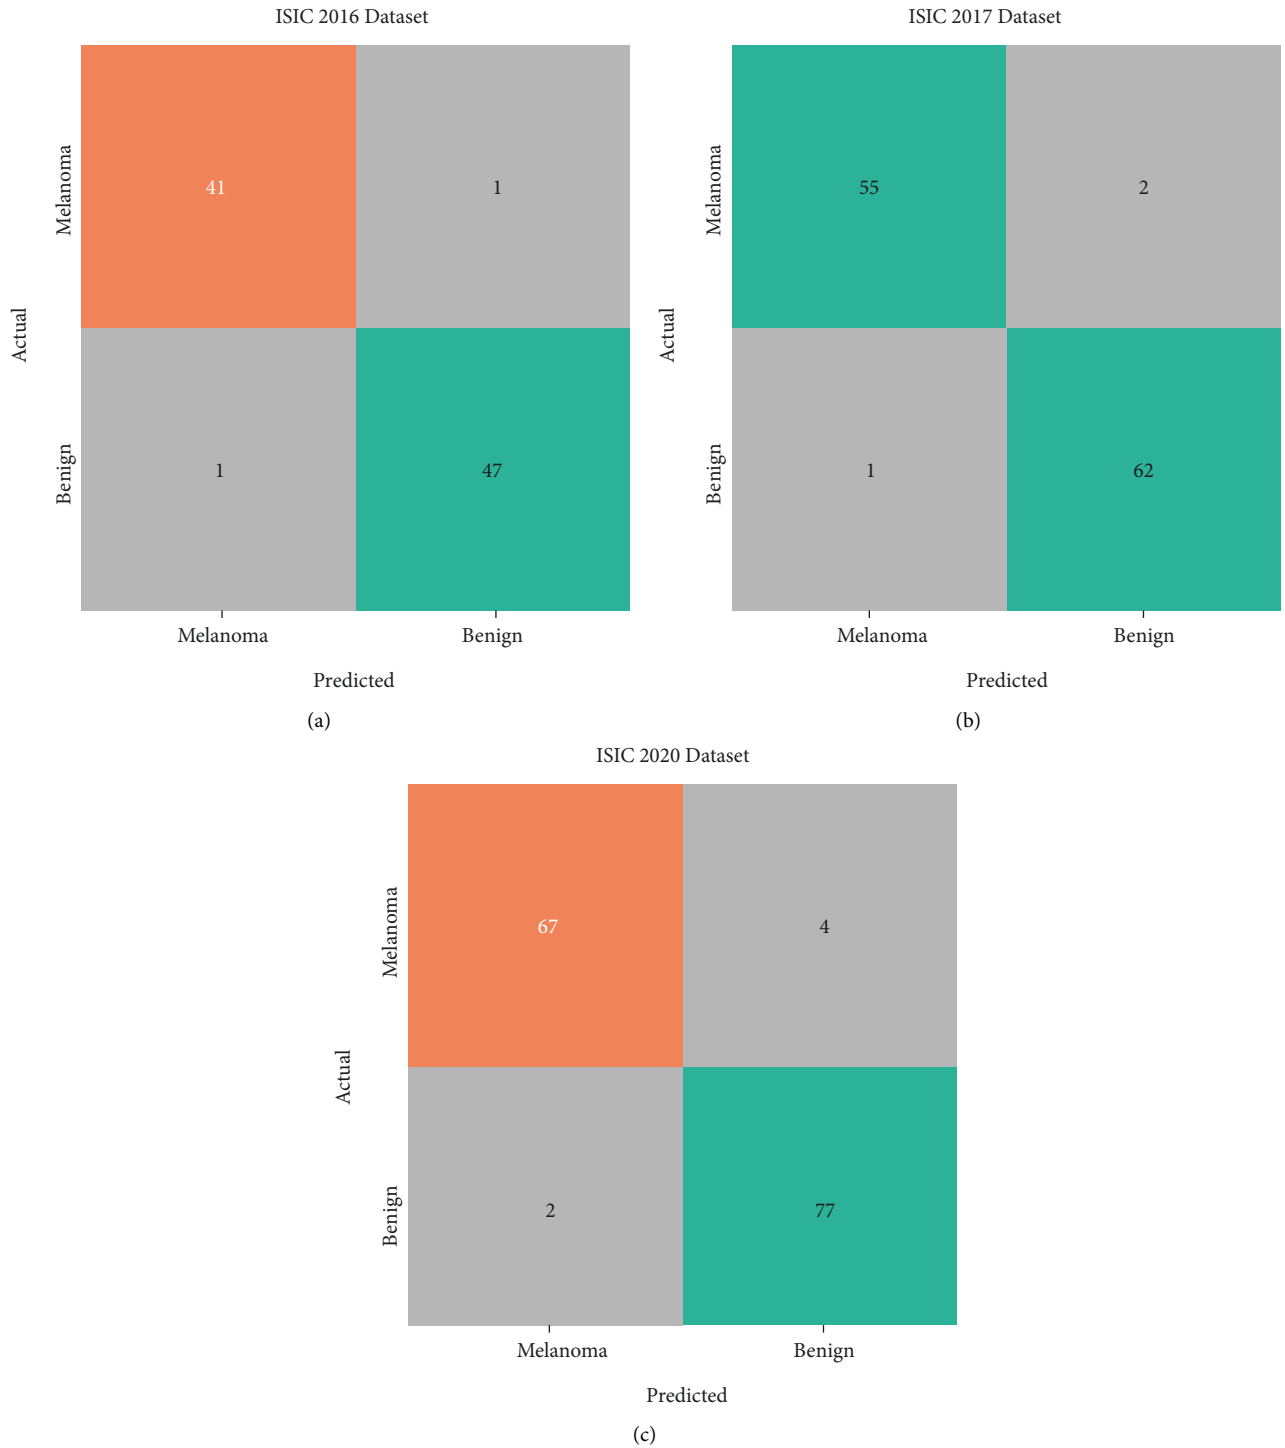 ISIC 2016 Dataset
Actual
Melanoma
Benign
41
1
1
47
Melanoma
Benign
Predicted
(a)
ISIC 2017 Dataset
Actual
Melanoma
Benign
55
2
1
62
Melanoma
Benign
Predicted
(b)
ISIC 2020 Dataset
Actual
Melanoma
Benign
67
4
2
77
Melanoma
Benign
Predicted
(c)